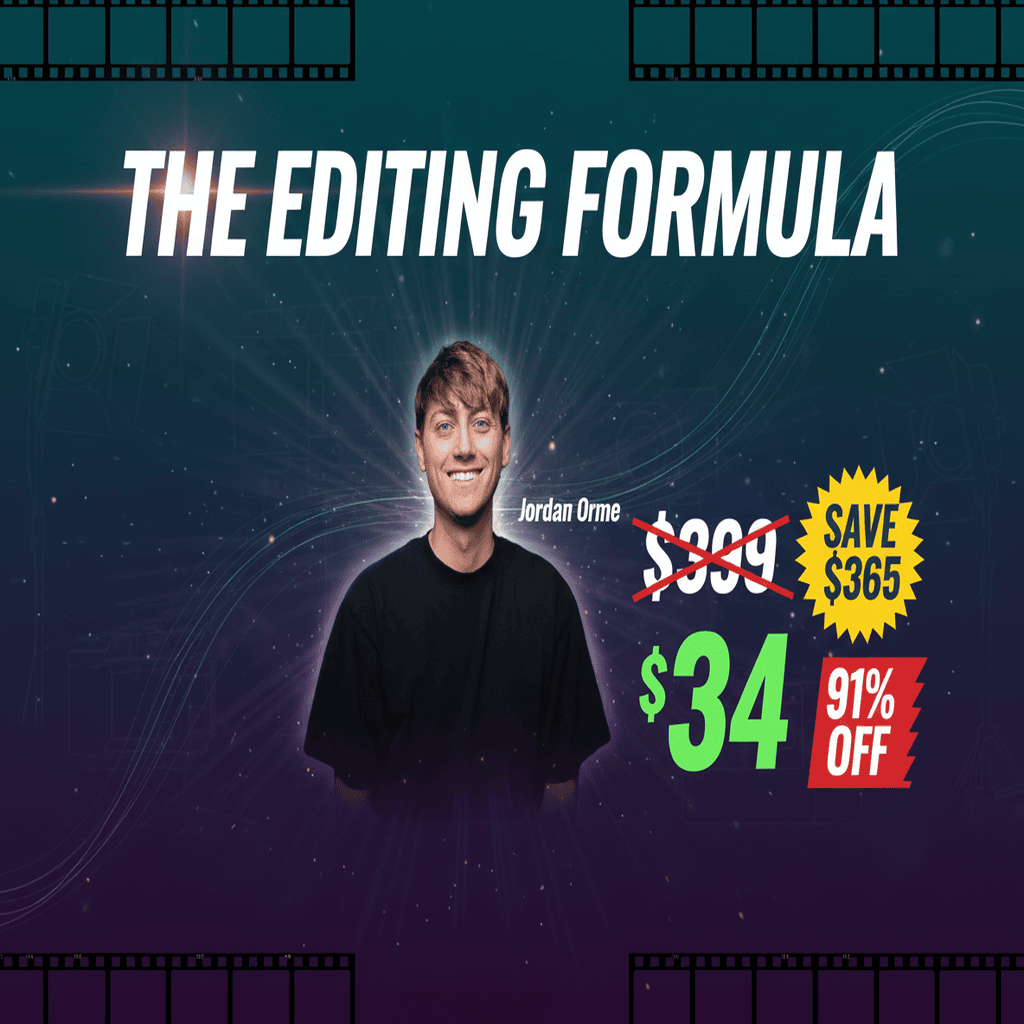 THE EDITING FORMULA
Jordan Orme
$399
SAVE
$365
$34
91%
OFF